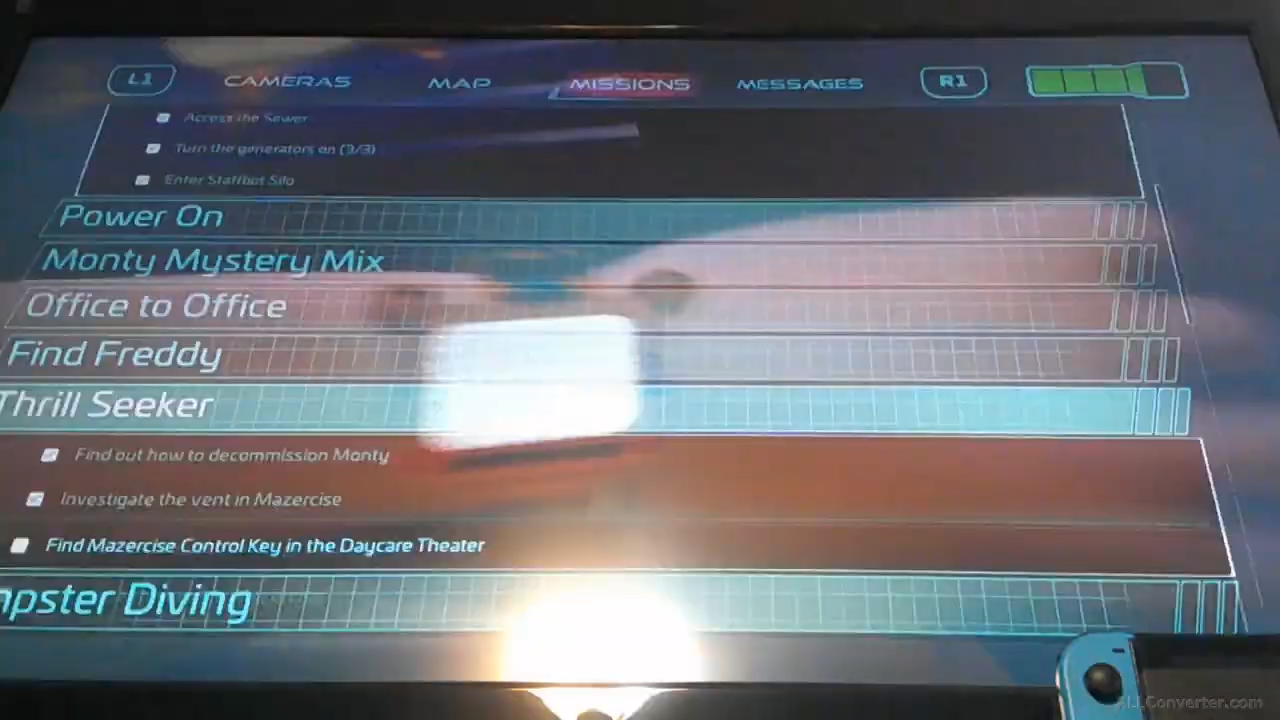 L1 CAMERAS MAP MISSIONS MESSAGES R1
Access the Sewer
Turn the generators on (3/3)
Enter Staffbot Silo
Power On
Monty Mystery Mix
Office to Office
Find Freddy
Thrill Seeker
Find out how to decommission Monty
Investigate the vent in Mazercise
Find Mazercise Control Key in the Daycare Theater
mpster Diving
ALLConverter.com